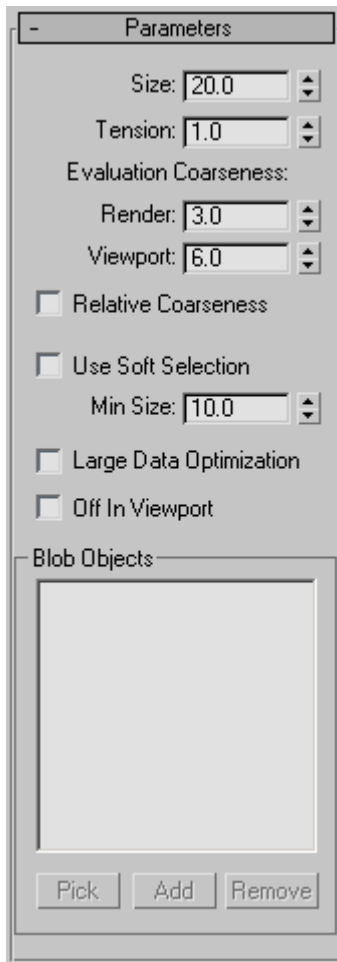 - Parameters
Size: 20.0
Tension: 1.0
Evaluation Coarseness:
Render: 3.0
Viewport: 6.0
Relative Coarseness
Use Soft Selection
Min Size: 10.0
Large Data Optimization
Off In Viewport
Blob Objects
Pick Add Remove